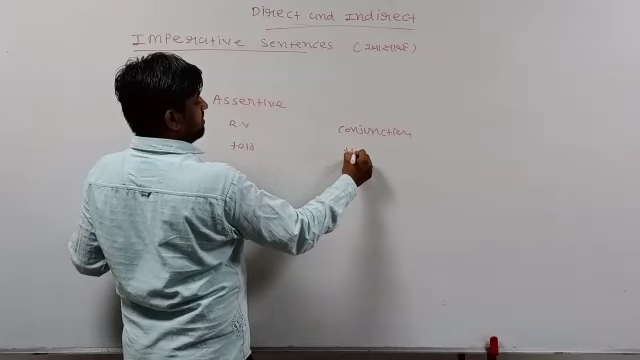 Direct and Indirect
Imperative Sentences
Assertive
R.V
Conjunction
told